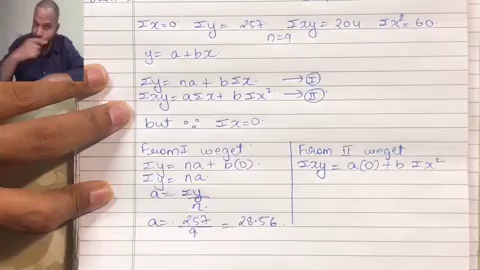 Σx=0 Σy= 257 Σxy= 204 Σx²= 60.
n=9
y= a+bx.
Σy= na+ bΣx. → I
Σxy= aΣx+ bΣx² → II
but ∵ Σx=0.
From I we get
Σy= na+ b(0).
Σy= na.
a= Σy/n.
a= 257/9 = 28.56.
From II we get
Σxy= a(0)+b Σx²